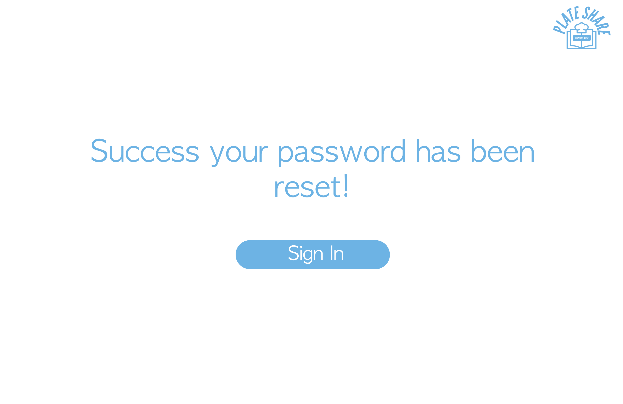 PLATE SHARE
Success your password has been
reset!
Sign In